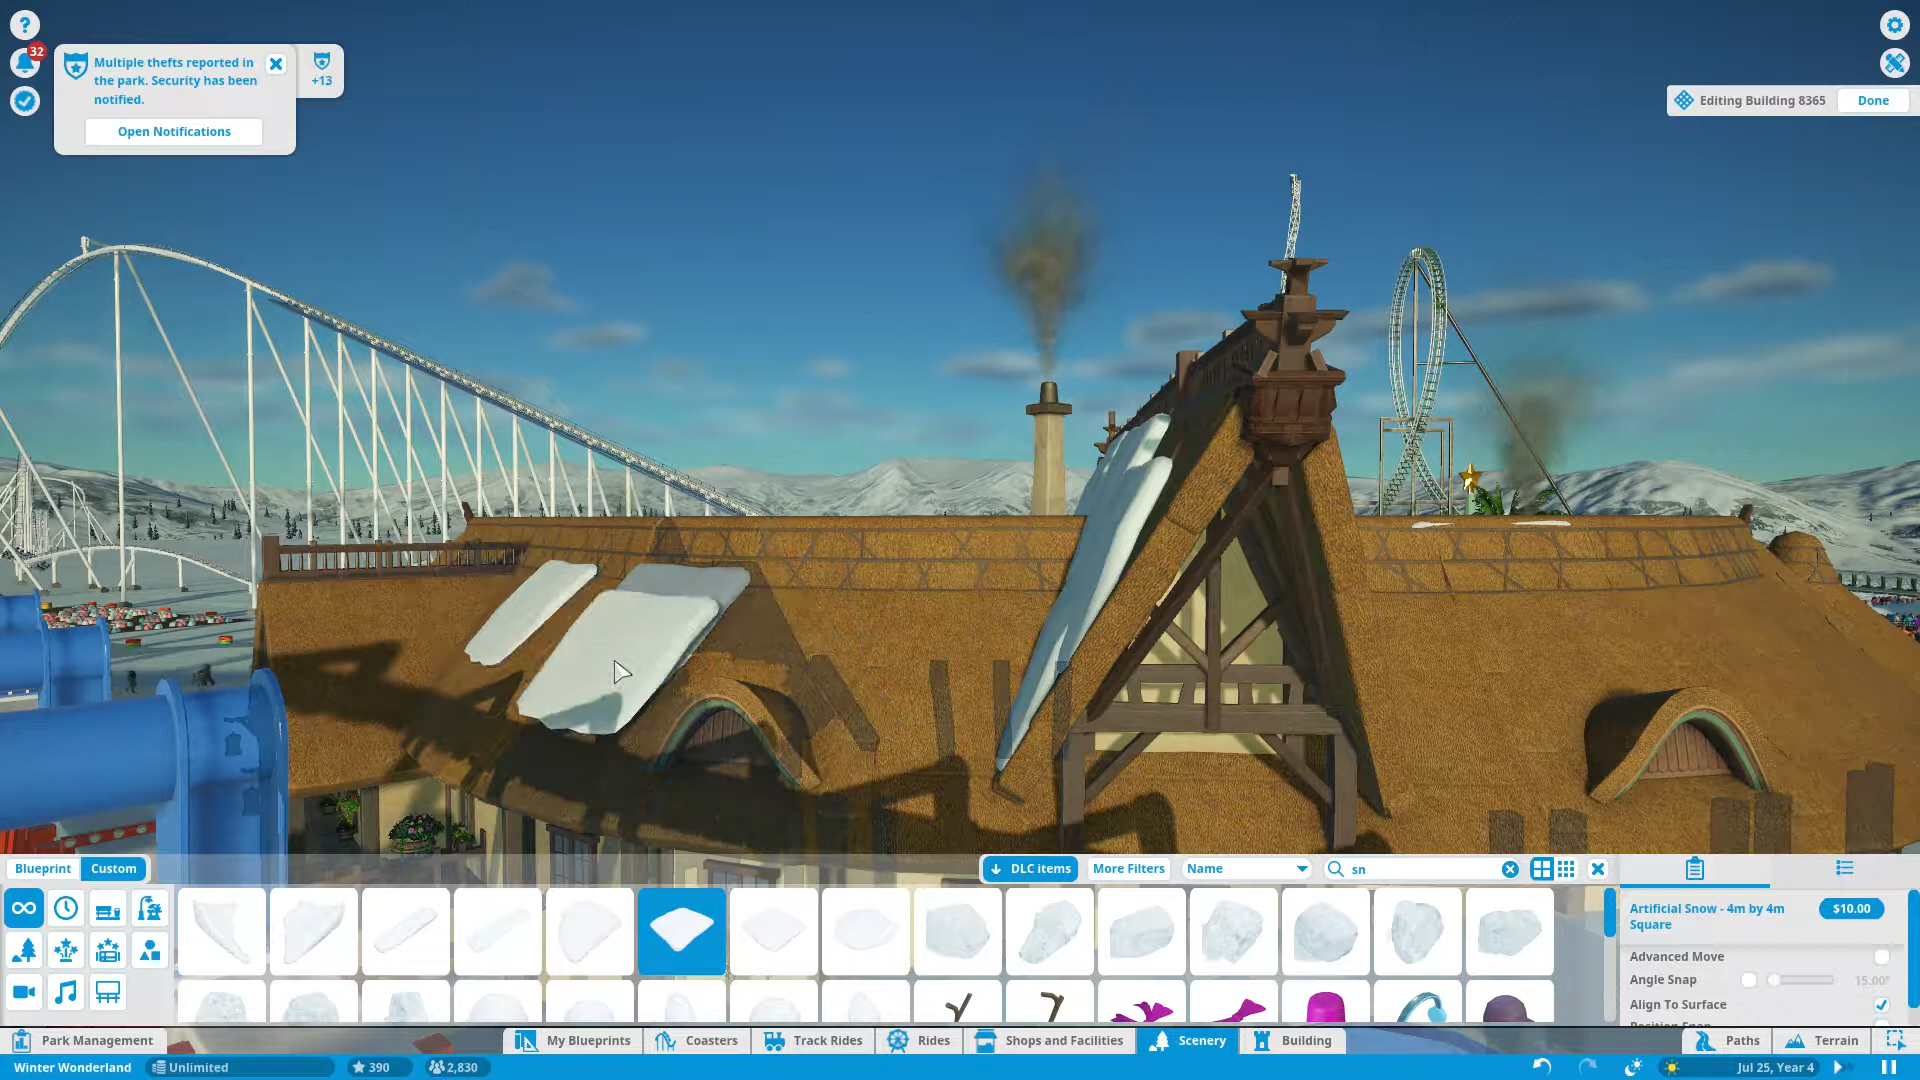 ?
32
Multiple thefts reported in
the park. Security has been
notified.
+13
Open Notifications
Editing Building 8365
Done
Blueprint
Custom
DLC items
More Filters
Name
sn
Artificial Snow - 4m by 4m
Square
$10.00
Advanced Move
Angle Snap
15.00°
Align To Surface
Position Snap
Park Management
My Blueprints
Coasters
Track Rides
Rides
Shops and Facilities
Scenery
Building
Paths
Terrain
Winter Wonderland
Unlimited
390
2,830
Jul 25, Year 4